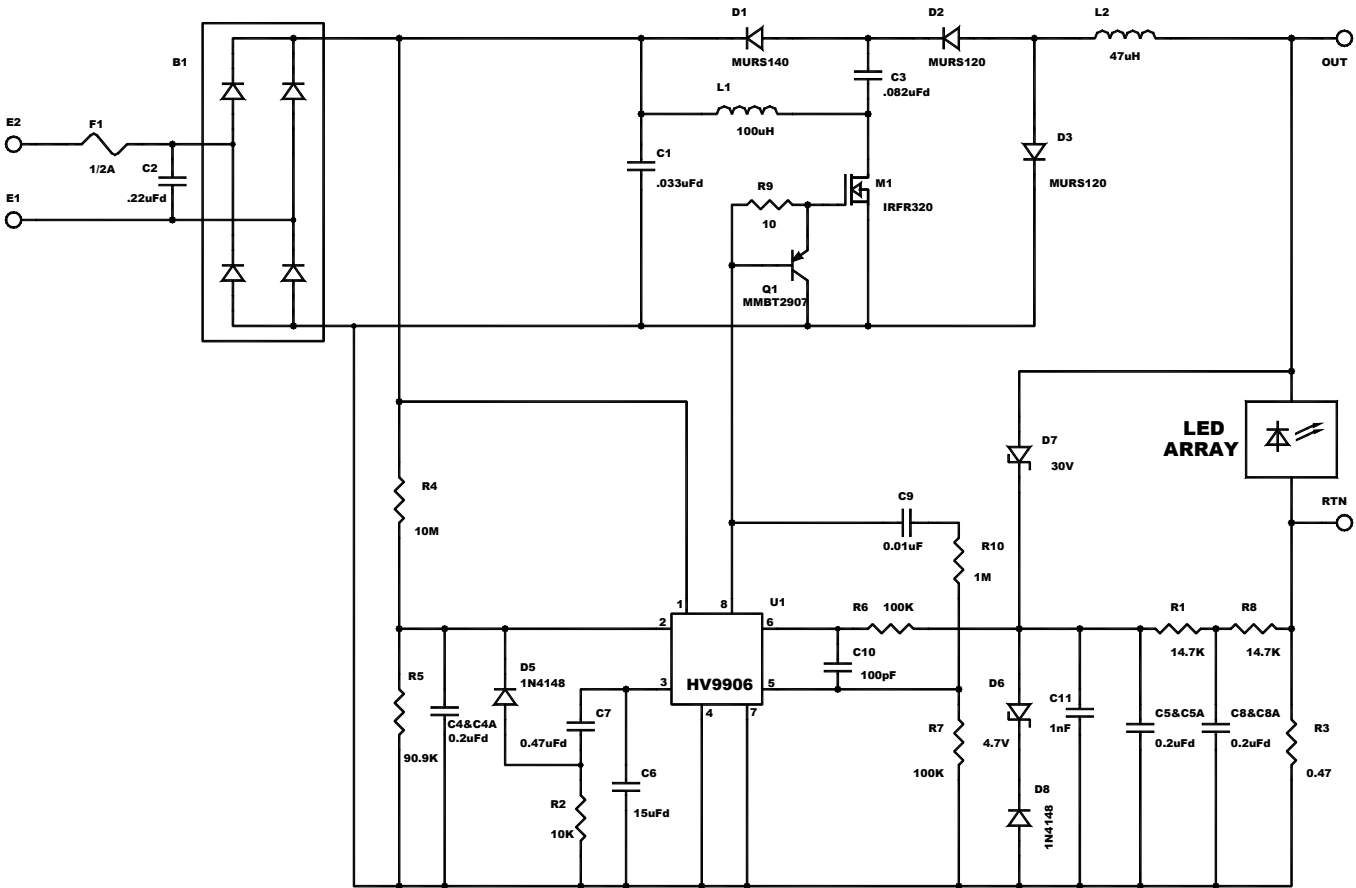 D1
MURS140
D2
MURS120
L2
47uH
OUT
B1
C3
.082uFd
L1
100uH
E2
F1
1/2A
C2
.22uFd
E1
C1
.033uFd
D3
MURS120
M1
IRFR320
R9
10
Q1
MMBT2907
LED
ARRAY
D7
30V
RTN
R4
10M
C9
0.01uF
R10
1M
1
8
U1
2
6
R6
100K
R1
14.7K
R8
14.7K
C10
100pF
3
5
HV9906
4
7
R5
90.9K
C4&C4A
0.2uFd
D5
1N4148
C7
0.47uFd
C6
15uFd
R2
10K
R7
100K
D6
4.7V
C11
1nF
C5&C5A
0.2uFd
C8&C8A
0.2uFd
R3
0.47
D8
1N4148